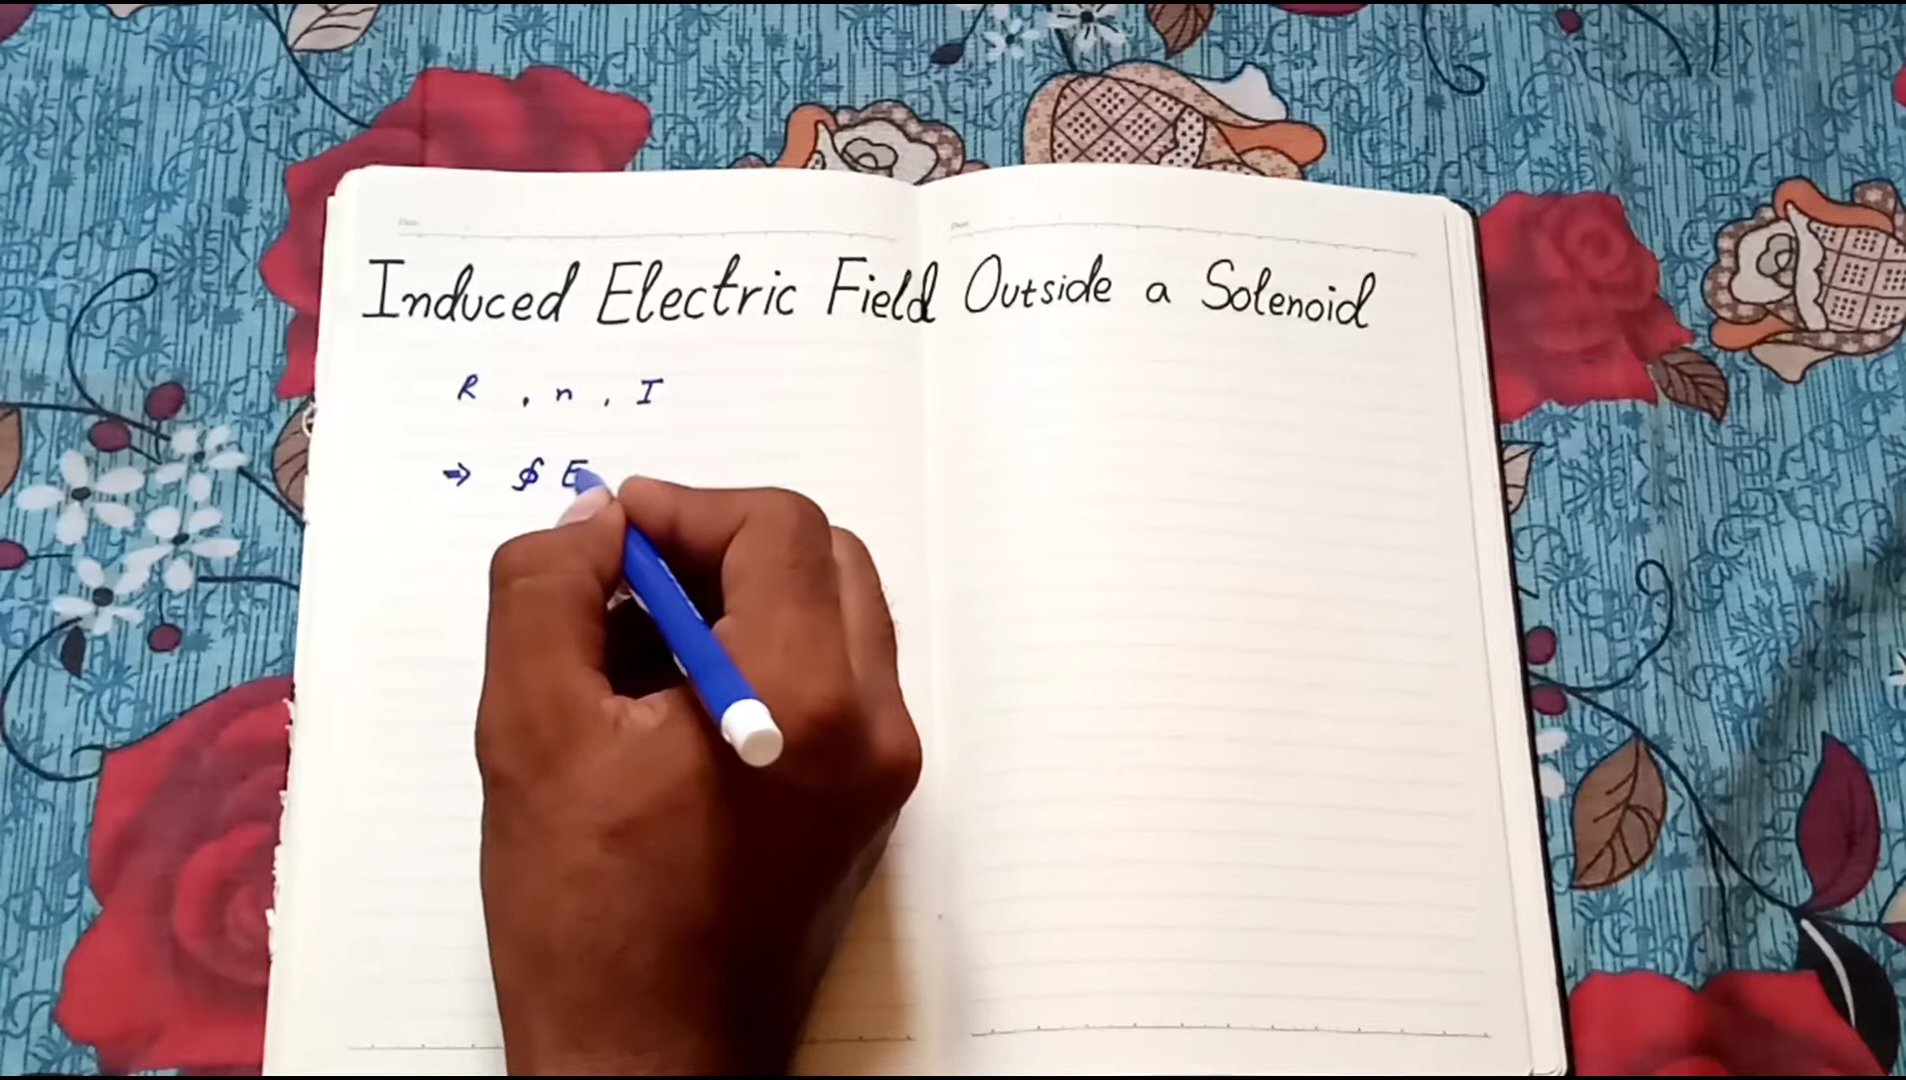 Induced Electric Field Outside a Solenoid
R , n , I
⇒ ∮ E